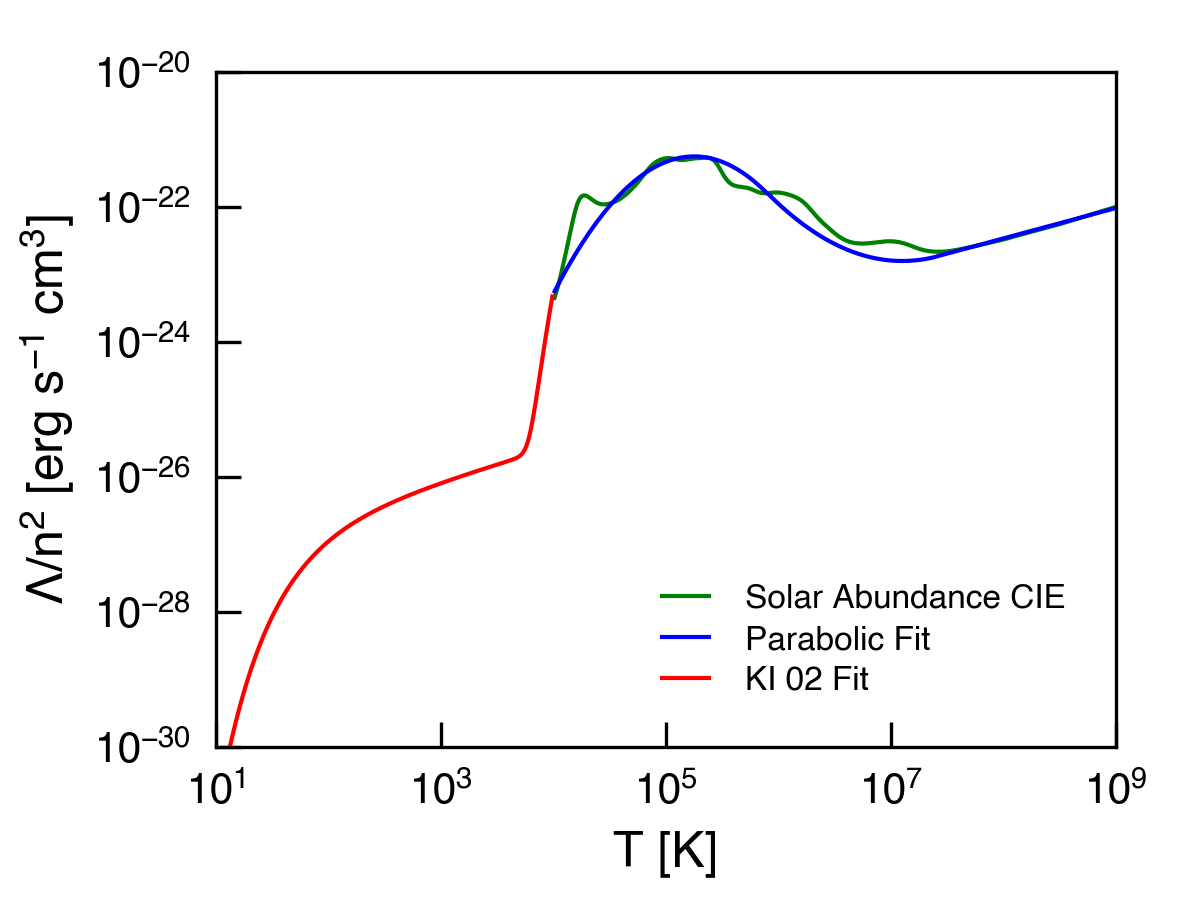 10⁻²⁰
10⁻²²
10⁻²⁴
10⁻²⁶
10⁻²⁸
10⁻³⁰
Λ/n² [erg s⁻¹ cm³]
Solar Abundance CIE
Parabolic Fit
KI 02 Fit
10¹ 10³ 10⁵ 10⁷ 10⁹
T [K]